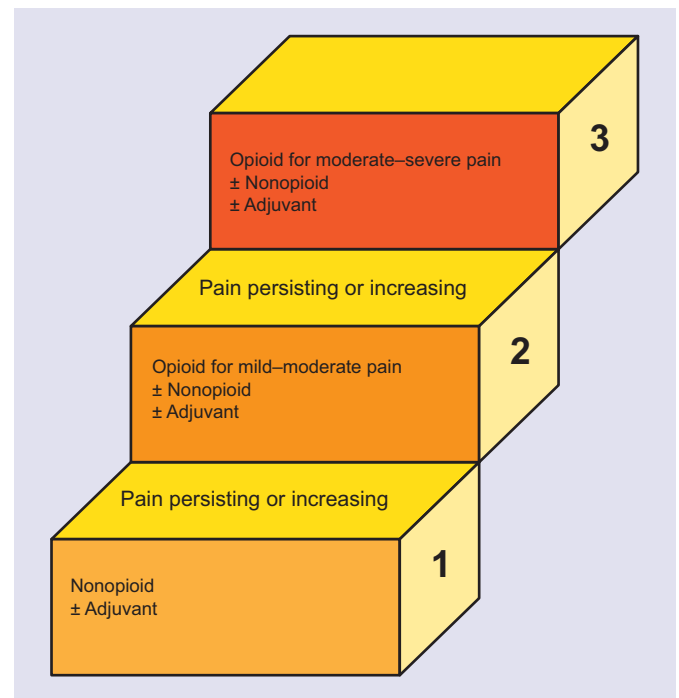 Opioid for moderate–severe pain
± Nonopioid
± Adjuvant
3
Pain persisting or increasing
Opioid for mild–moderate pain
± Nonopioid
± Adjuvant
2
Pain persisting or increasing
Nonopioid
± Adjuvant
1